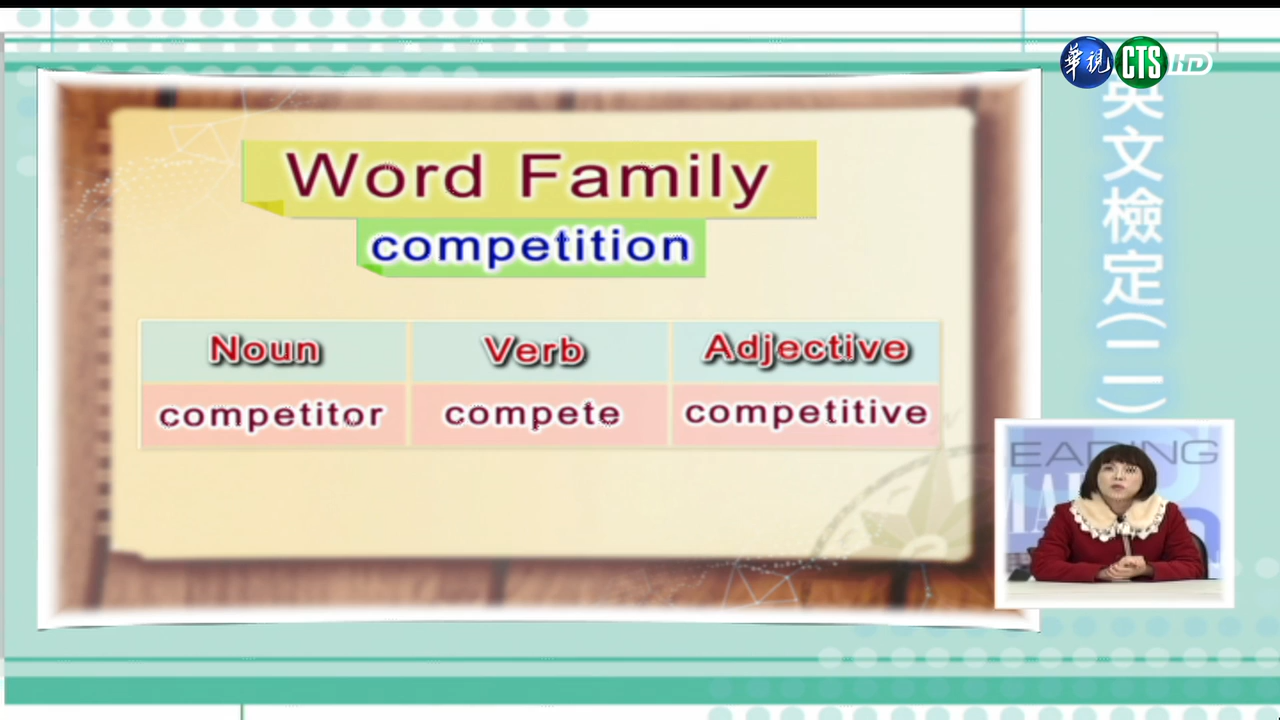 華視 CTS HD
英文檢定(二)
Word Family
competition
Noun Verb Adjective
competitor compete competitive
EADING